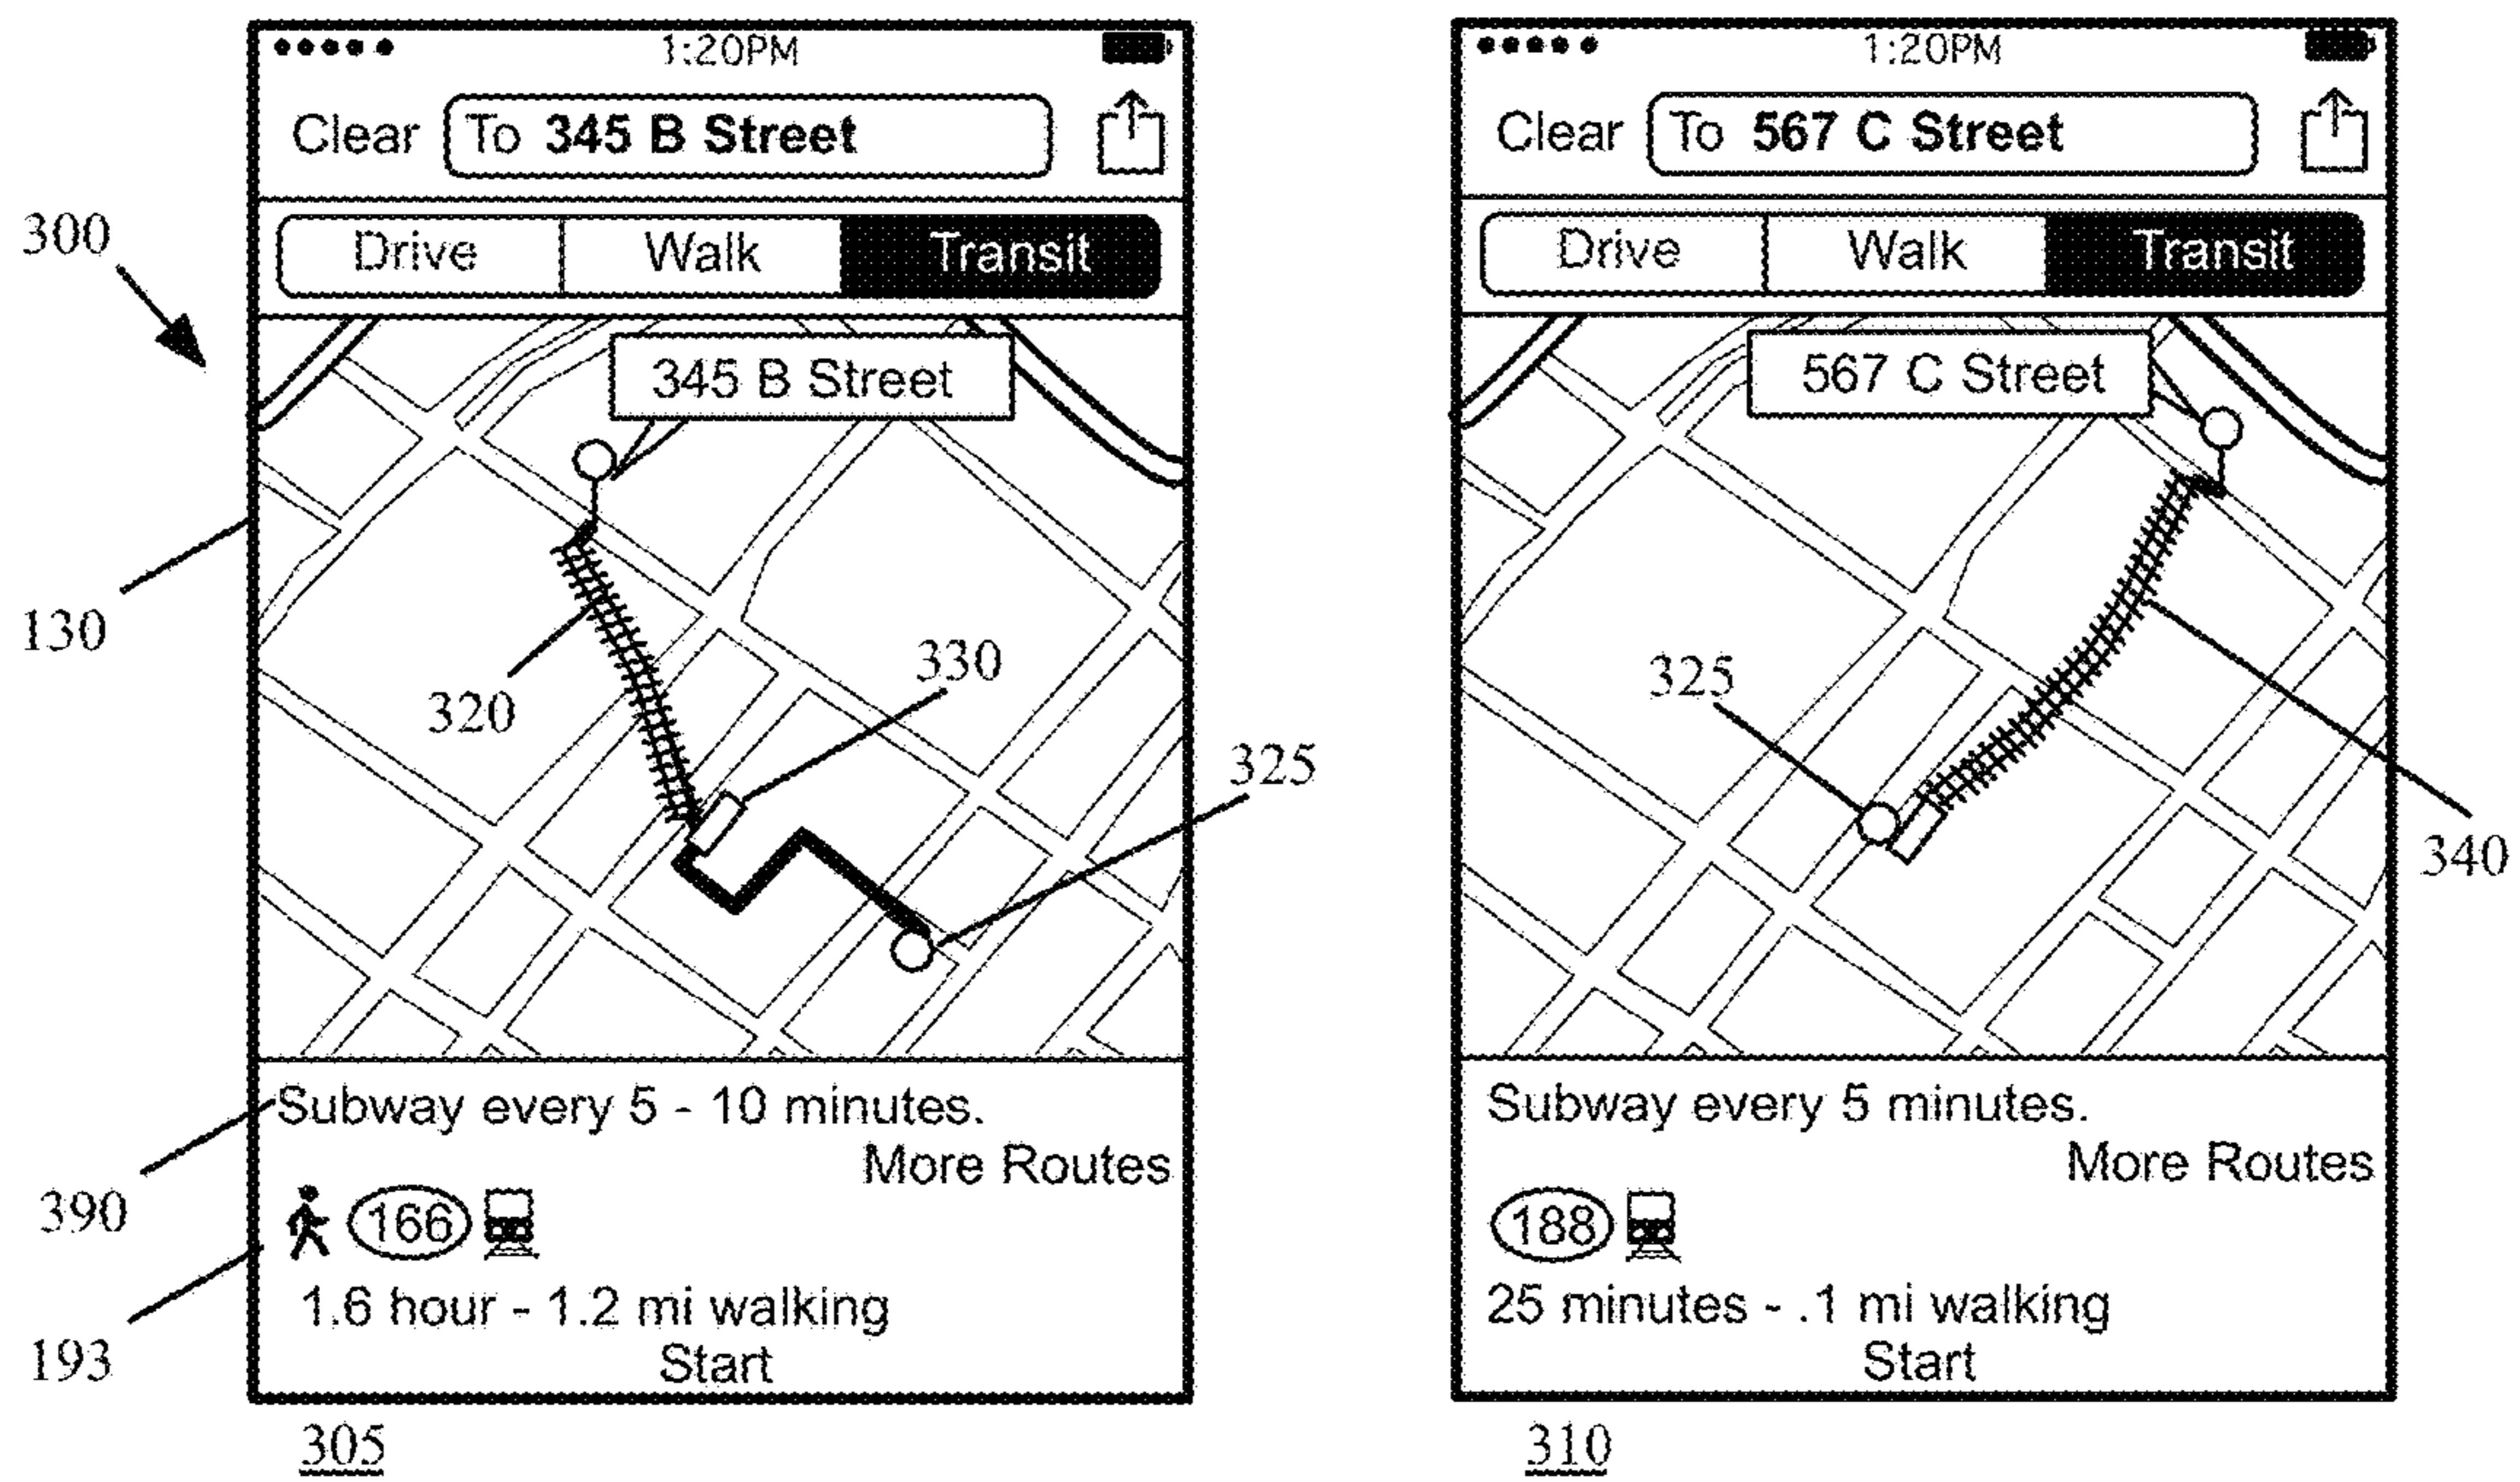 1:20PM
Clear To 345 B Street
Drive Walk Transit
345 B Street
300
130
320
330
325
Subway every 5 - 10 minutes.
More Routes
390
166
1.6 hour - 1.2 mi walking
193
Start
305
1:20PM
Clear To 567 C Street
Drive Walk Transit
567 C Street
325
340
Subway every 5 minutes.
More Routes
188
25 minutes - .1 mi walking
Start
310